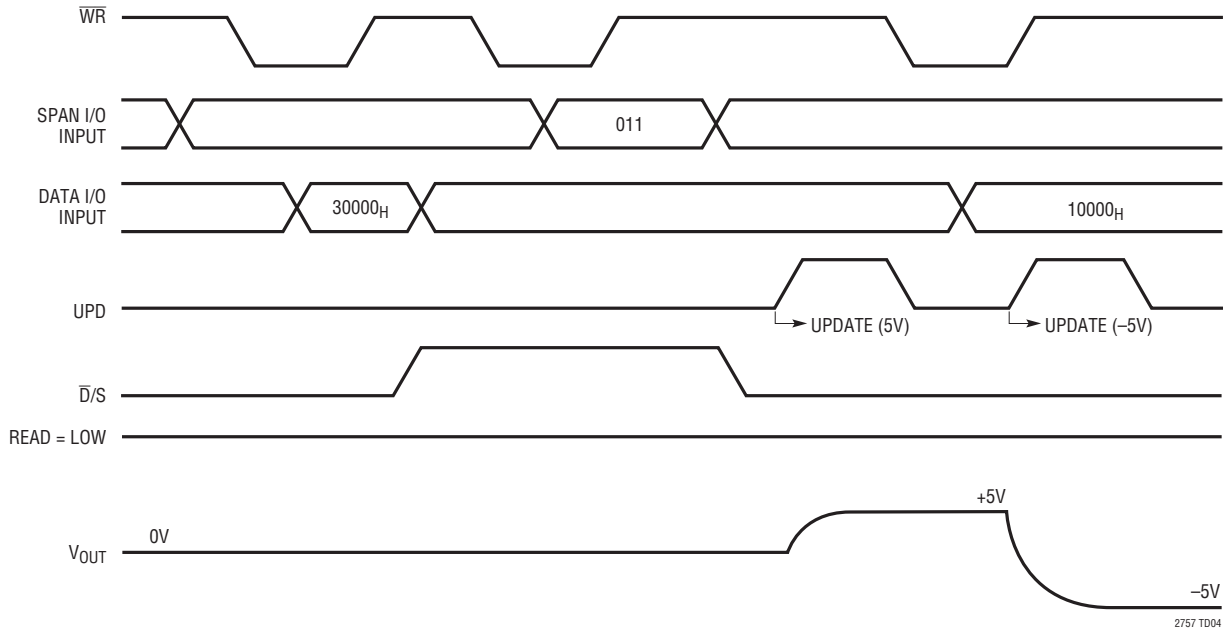 W̅R̅
SPAN I/O
INPUT
011
DATA I/O
INPUT
30000H
10000H
UPD
UPDATE (5V)
UPDATE (–5V)
D̅/S
READ = LOW
VOUT
0V
+5V
–5V
2757 TD04